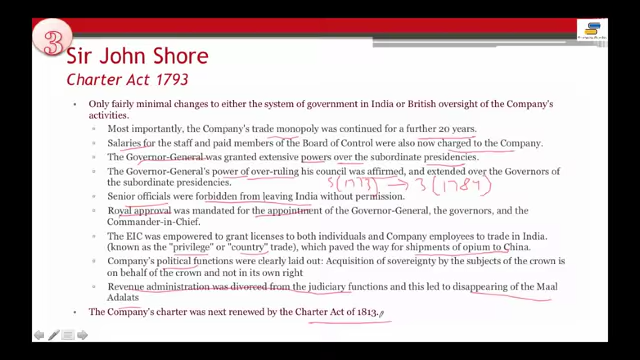 3
Sir John Shore
Charter Act 1793
• Only fairly minimal changes to either the system of government in India or British oversight of the Company's
activities.
▫ Most importantly, the Company's trade monopoly was continued for a further 20 years.
▫ Salaries for the staff and paid members of the Board of Control were also now charged to the Company.
▫ The Governor-General was granted extensive powers over the subordinate presidencies.
▫ The Governor-General's power of over-ruling his council was affirmed, and extended over the Governors of
the subordinate presidencies.
5(1773) → 3(1784)
▫ Senior officials were forbidden from leaving India without permission.
▫ Royal approval was mandated for the appointment of the Governor-General, the governors, and the
Commander-in-Chief.
▫ The EIC was empowered to grant licenses to both individuals and Company employees to trade in India
(known as the "privilege" or "country" trade), which paved the way for shipments of opium to China.
▫ Company's political functions were clearly laid out: Acquisition of sovereignty by the subjects of the crown is
on behalf of the crown and not in its own right
▫ Revenue administration was divorced from the judiciary functions and this led to disappearing of the Maal
Adalats
• The Company's charter was next renewed by the Charter Act of 1813.